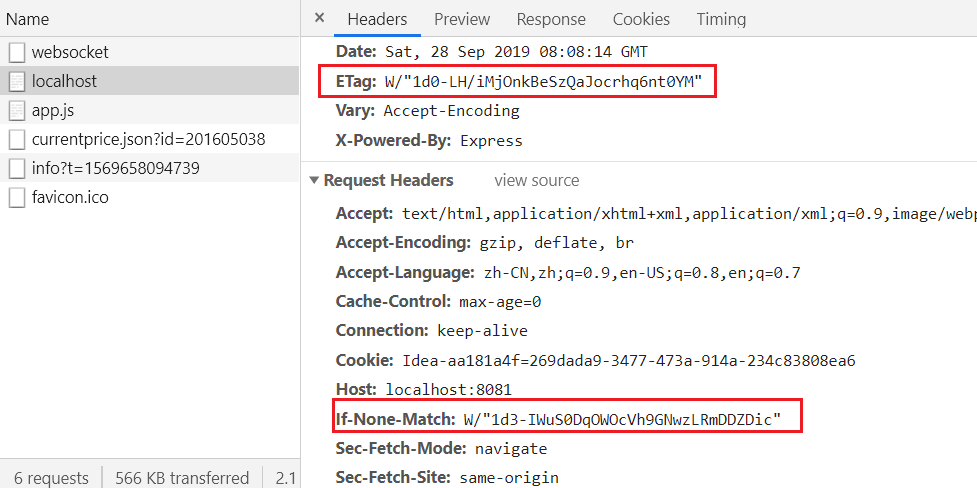 Name
websocket
localhost
app.js
currentprice.json?id=201605038
info?t=1569658094739
favicon.ico
6 requests 566 KB transferred 2.1
× Headers Preview Response Cookies Timing
Date: Sat, 28 Sep 2019 08:08:14 GMT
ETag: W/"1d0-LH/iMjOnkBeSzQaJocrhq6nt0YM"
Vary: Accept-Encoding
X-Powered-By: Express
Request Headers view source
Accept: text/html,application/xhtml+xml,application/xml;q=0.9,image/webp
Accept-Encoding: gzip, deflate, br
Accept-Language: zh-CN,zh;q=0.9,en-US;q=0.8,en;q=0.7
Cache-Control: max-age=0
Connection: keep-alive
Cookie: Idea-aa181a4f=269dada9-3477-473a-914a-234c83808ea6
Host: localhost:8081
If-None-Match: W/"1d3-IWuS0DqOWOcVh9GNwzLRmDDZDic"
Sec-Fetch-Mode: navigate
Sec-Fetch-Site: same-origin